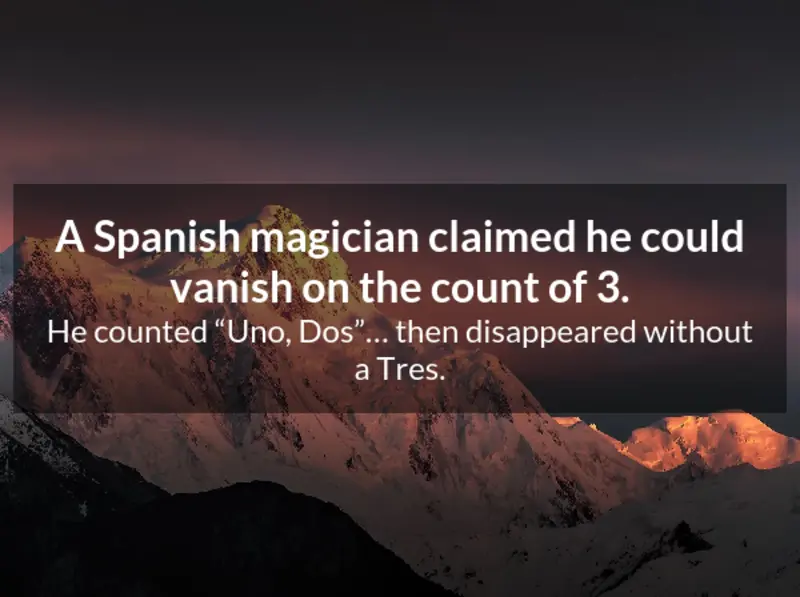 A Spanish magician claimed he could
vanish on the count of 3.
He counted “Uno, Dos”... then disappeared without
a Tres.